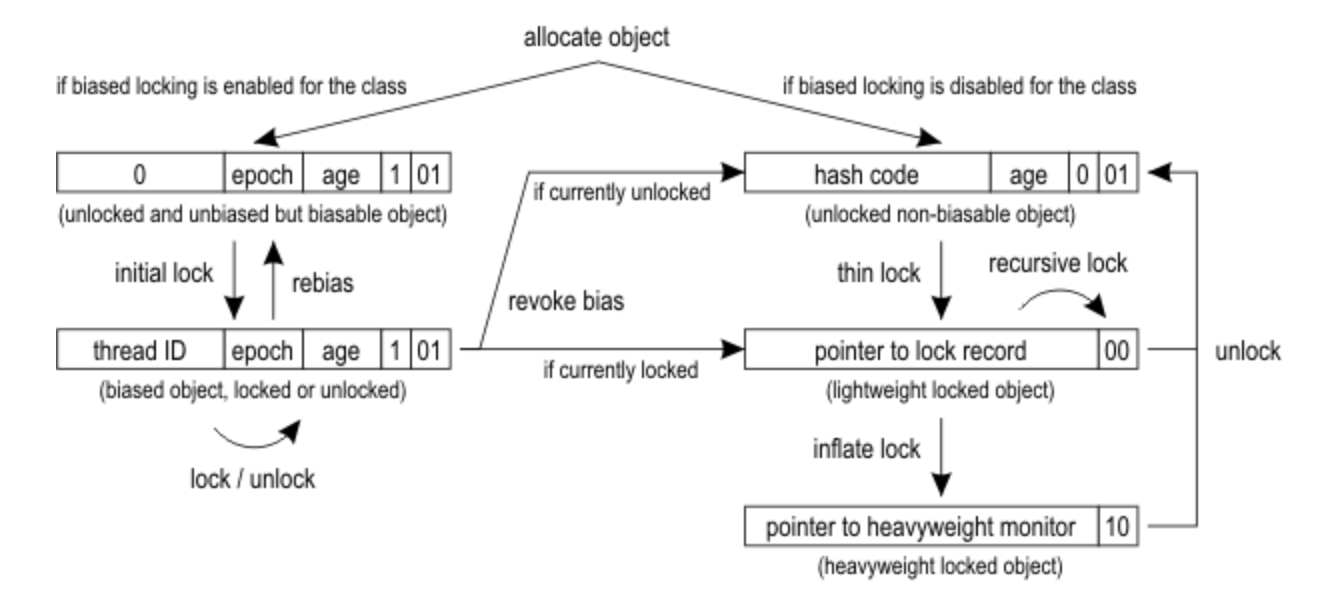 allocate object
if biased locking is enabled for the class
if biased locking is disabled for the class
0 epoch age 1 01
(unlocked and unbiased but biasable object)
hash code age 0 01
(unlocked non-biasable object)
if currently unlocked
initial lock
rebias
revoke bias
thin lock
recursive lock
thread ID epoch age 1 01
(biased object, locked or unlocked)
if currently locked
pointer to lock record 00
(lightweight locked object)
unlock
lock / unlock
inflate lock
pointer to heavyweight monitor 10
(heavyweight locked object)